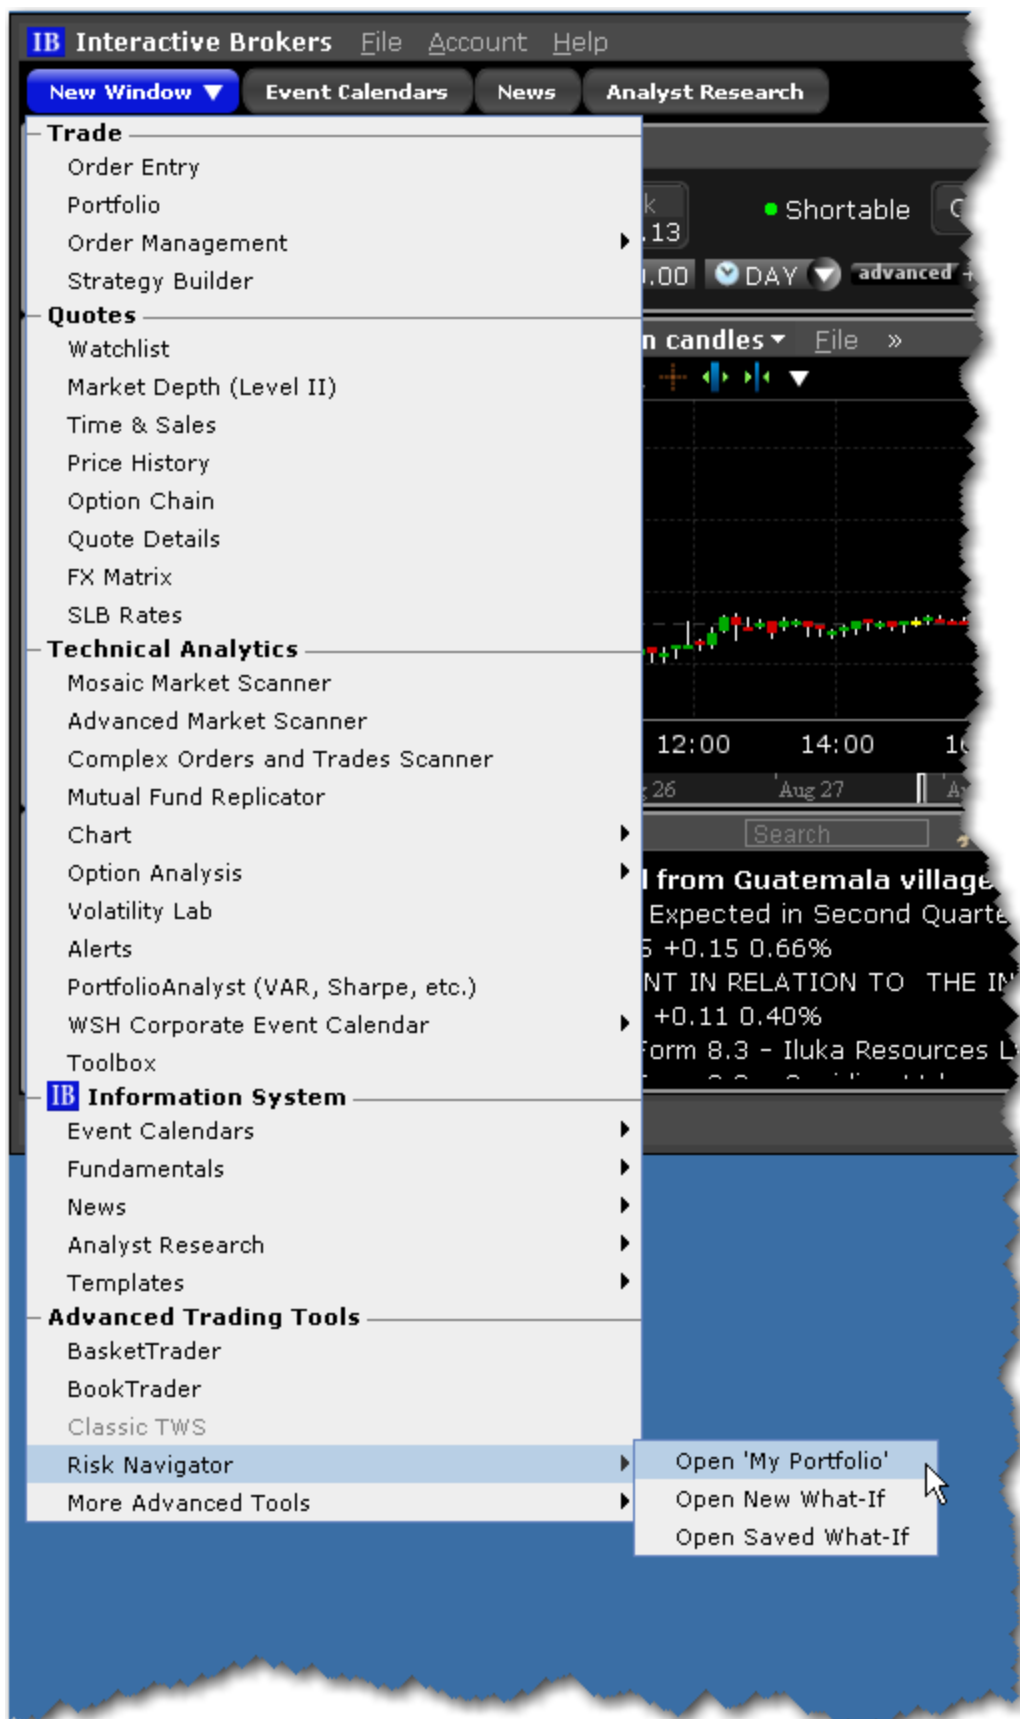 IB Interactive Brokers File Account Help
New Window Event Calendars News Analyst Research
Trade
Order Entry
Portfolio
Order Management
Strategy Builder
Quotes
Watchlist
Market Depth (Level II)
Time & Sales
Price History
Option Chain
Quote Details
FX Matrix
SLB Rates
Technical Analytics
Mosaic Market Scanner
Advanced Market Scanner
Complex Orders and Trades Scanner
Mutual Fund Replicator
Chart
Option Analysis
Volatility Lab
Alerts
PortfolioAnalyst (VAR, Sharpe, etc.)
WSH Corporate Event Calendar
Toolbox
IB Information System
Event Calendars
Fundamentals
News
Analyst Research
Templates
Advanced Trading Tools
BasketTrader
BookTrader
Classic TWS
Risk Navigator
More Advanced Tools
Open 'My Portfolio'
Open New What-If
Open Saved What-If
k
.13
Shortable
.00 DAY advanced +
n candles File »
12:00 14:00
26 Aug 27
Search
from Guatemala village
Expected in Second Quarte
+0.15 0.66%
NT IN RELATION TO THE IN
+0.11 0.40%
Form 8.3 - Iluka Resources L